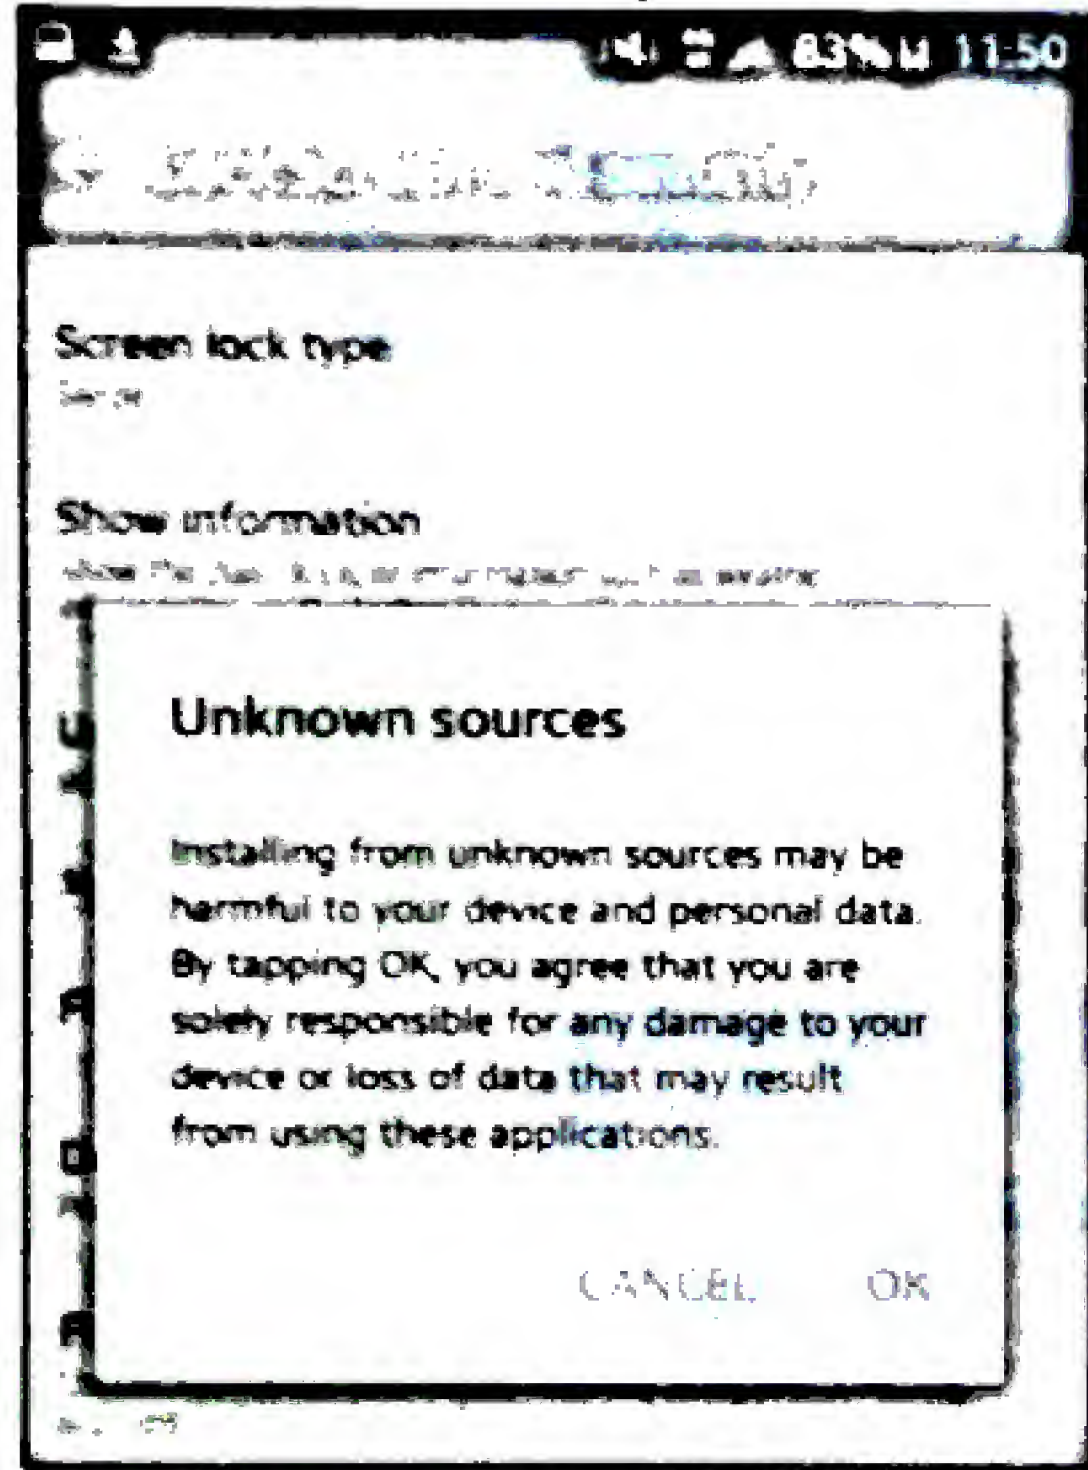 83% 11:50
Screen lock type
Show information
Unknown sources
Installing from unknown sources may be
harmful to your device and personal data.
By tapping OK, you agree that you are
solely responsible for any damage to your
device or loss of data that may result
from using these applications.
CANCEL OK